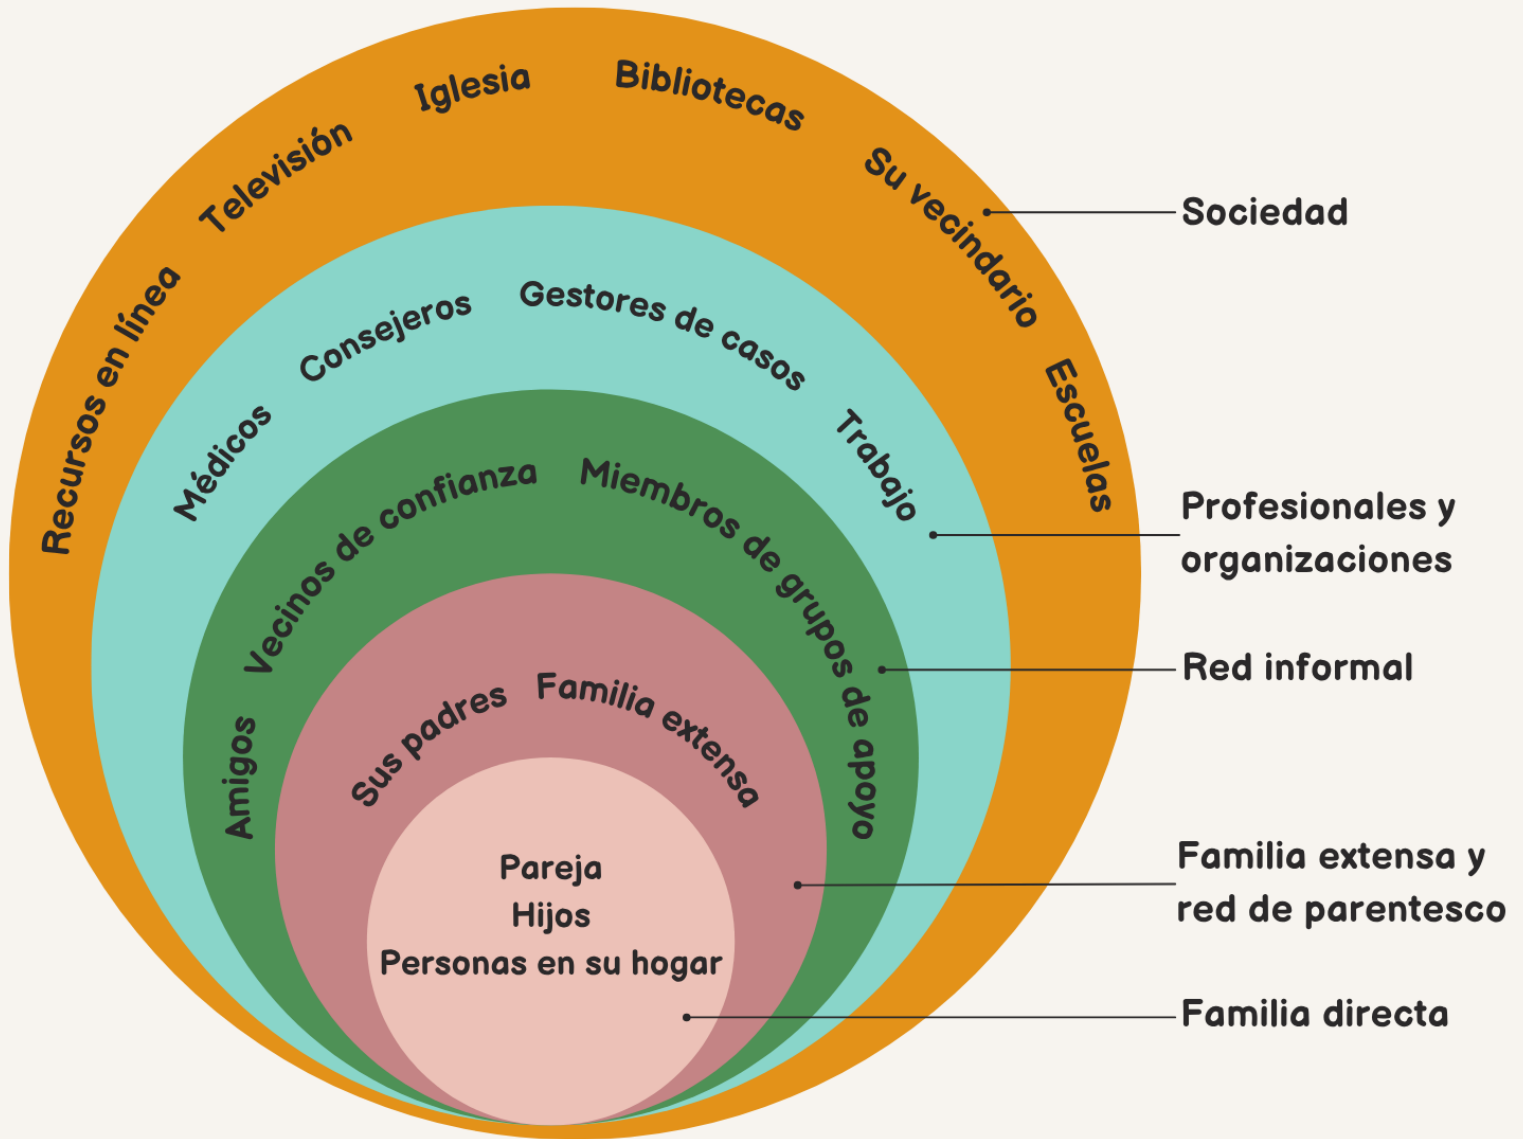 Recursos en línea
Televisión
Iglesia
Bibliotecas
Su vecindario
Escuelas
Médicos
Consejeros
Gestores de casos
Trabajo
Amigos
Vecinos de confianza
Miembros de grupos de apoyo
Sus padres
Familia extensa
Pareja
Hijos
Personas en su hogar
Sociedad
Profesionales y
organizaciones
Red informal
Familia extensa y
red de parentesco
Familia directa